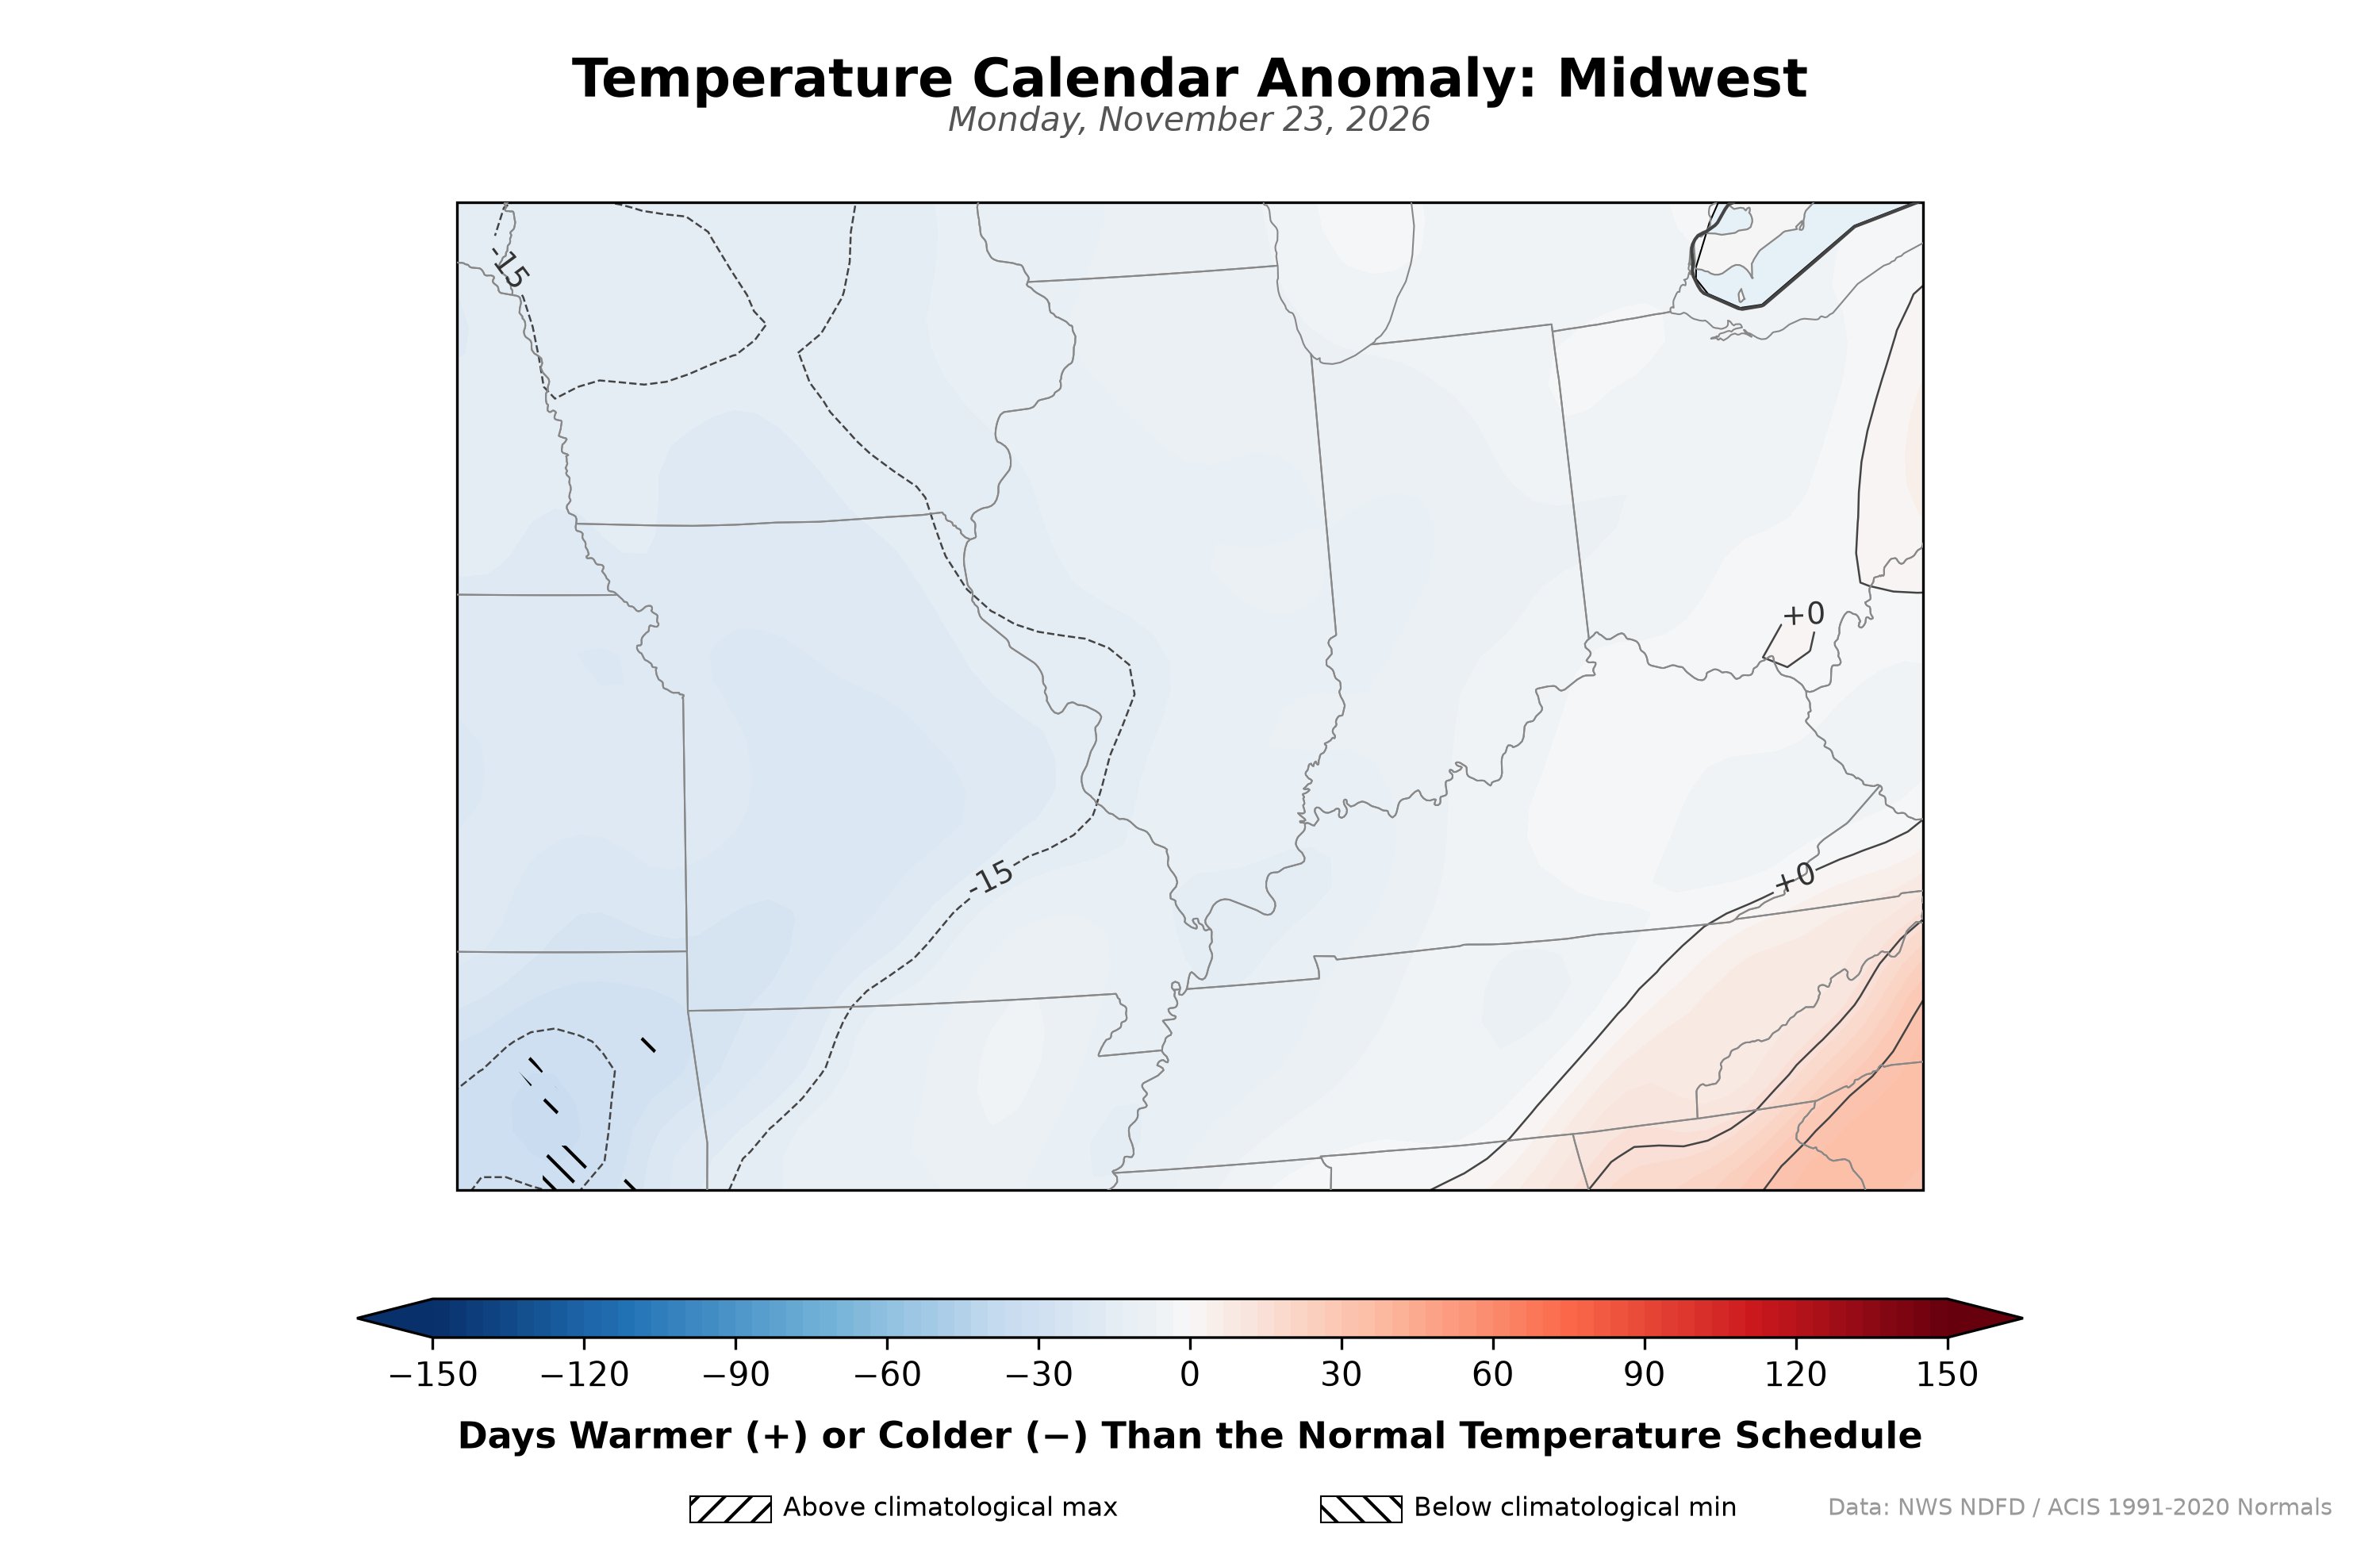 Temperature Calendar Anomaly: Midwest
Monday, November 23, 2026
-15
+0
-15
+0
−150 −120 −90 −60 −30 0 30 60 90 120 150
Days Warmer (+) or Colder (−) Than the Normal Temperature Schedule
Above climatological max
Below climatological min
Data: NWS NDFD / ACIS 1991-2020 Normals